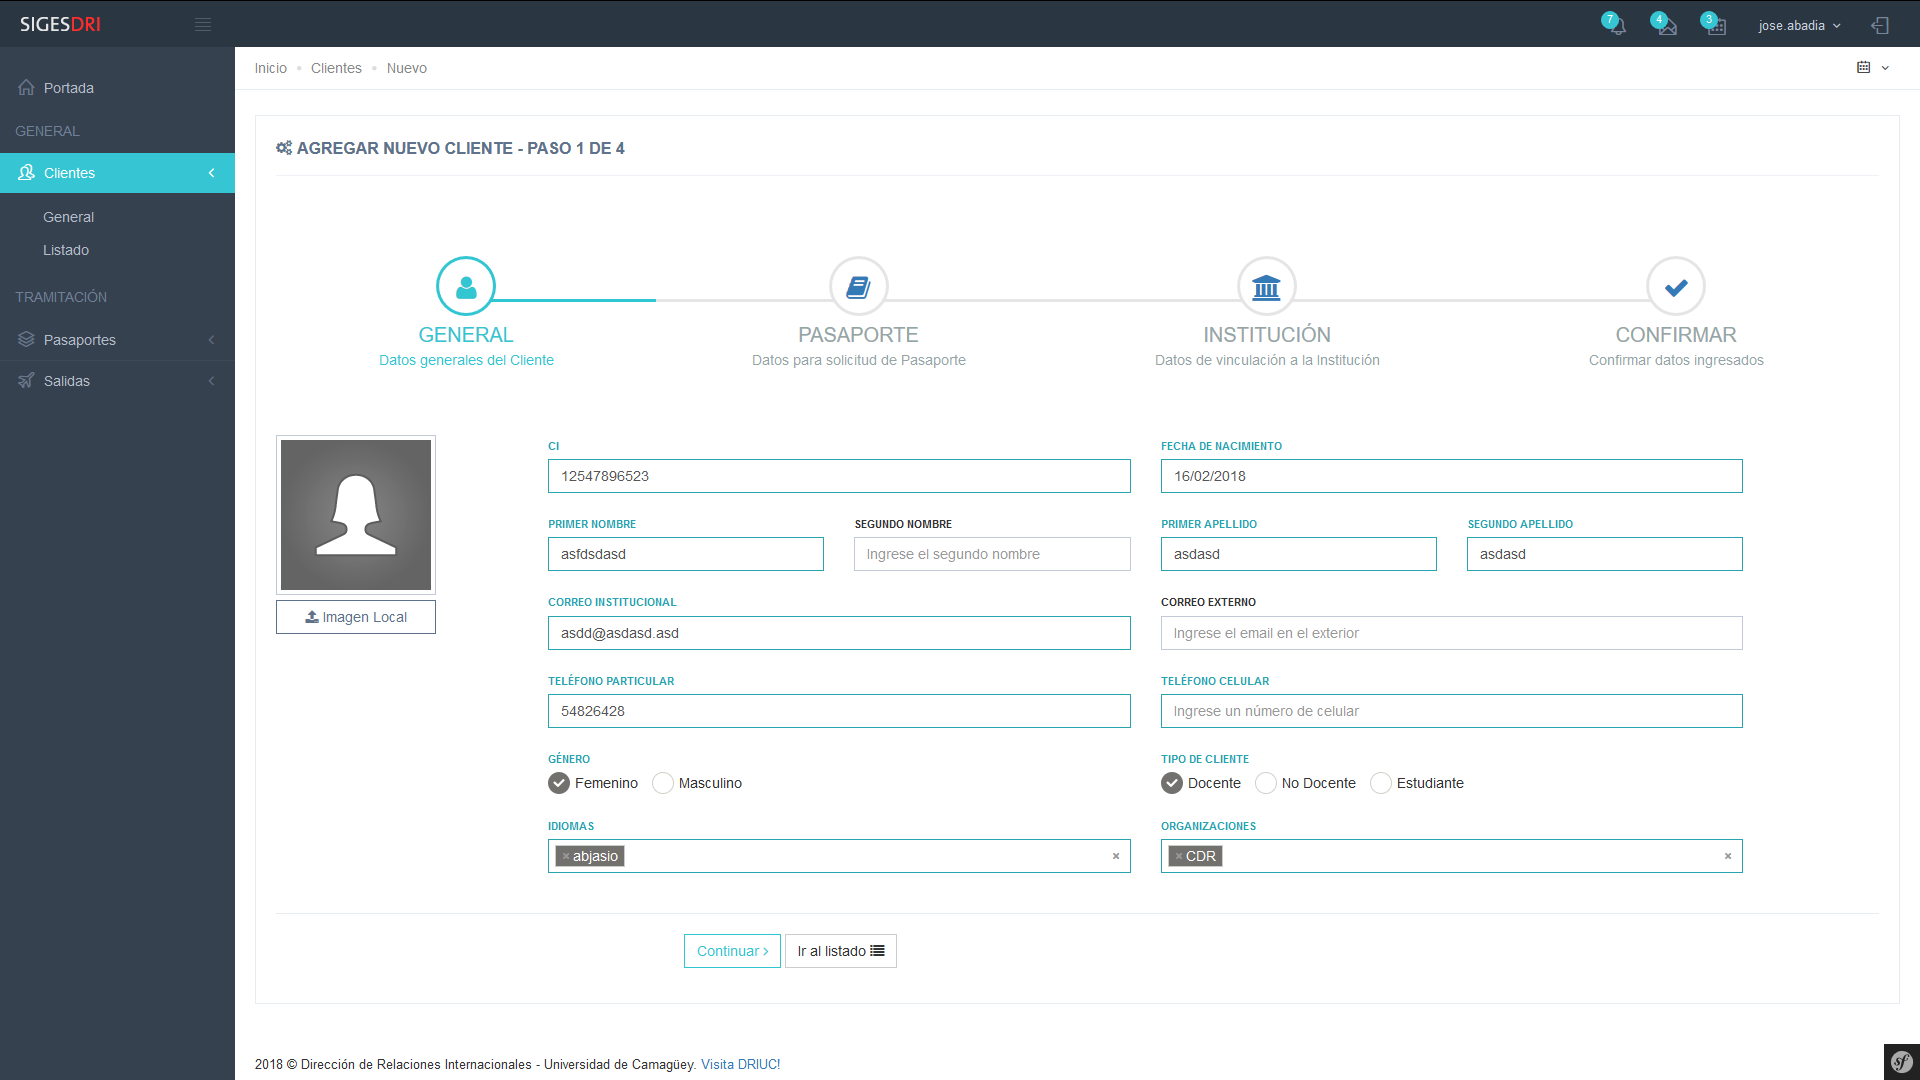 SIGESDRI
7
4
3
jose.abadia
Inicio • Clientes • Nuevo
Portada
GENERAL
Clientes
General
Listado
TRAMITACIÓN
Pasaportes
Salidas
AGREGAR NUEVO CLIENTE - PASO 1 DE 4
GENERAL
Datos generales del Cliente
PASAPORTE
Datos para solicitud de Pasaporte
INSTITUCIÓN
Datos de vinculación a la Institución
CONFIRMAR
Confirmar datos ingresados
Imagen Local
CI
12547896523
FECHA DE NACIMIENTO
16/02/2018
PRIMER NOMBRE
asfdsdasd
SEGUNDO NOMBRE
Ingrese el segundo nombre
PRIMER APELLIDO
asdasd
SEGUNDO APELLIDO
asdasd
CORREO INSTITUCIONAL
asdd@asdasd.asd
CORREO EXTERNO
Ingrese el email en el exterior
TELÉFONO PARTICULAR
54826428
TELÉFONO CELULAR
Ingrese un número de celular
GÉNERO
Femenino Masculino
TIPO DE CLIENTE
Docente No Docente Estudiante
IDIOMAS
× abjasio ×
ORGANIZACIONES
× CDR ×
Continuar
Ir al listado
2018 © Dirección de Relaciones Internacionales - Universidad de Camagüey. Visita DRIUC!
sf